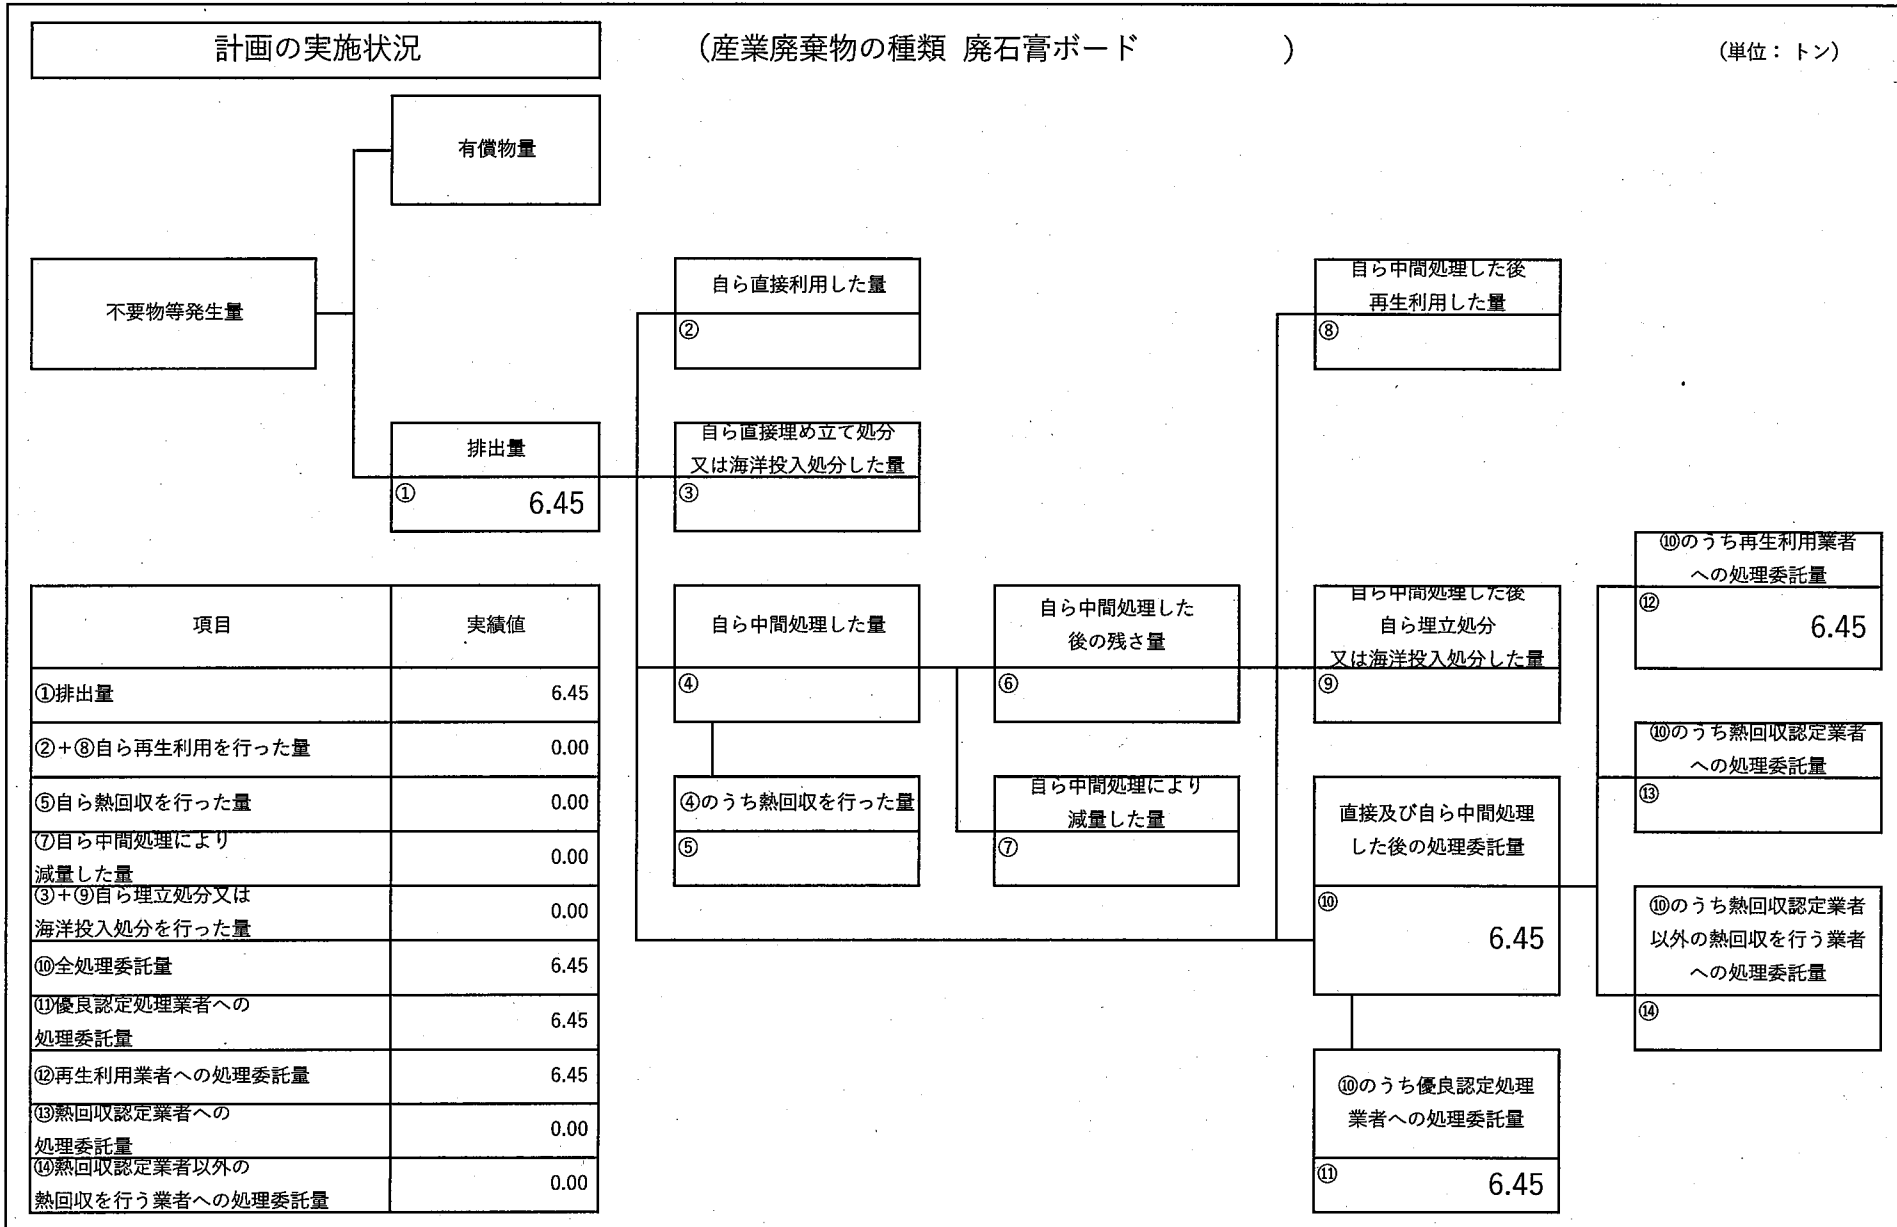 計画の実施状況
(産業廃棄物の種類 廃石膏ボード )
(単位：トン)
有償物量
不要物等発生量
自ら直接利用した量
②
自ら中間処理した後
再生利用した量
⑧
排出量
①
6.45
自ら直接埋め立て処分
又は海洋投入処分した量
③
⑩のうち再生利用業者
への処理委託量
⑫
6.45
自ら中間処理した量
④
自ら中間処理した
後の残さ量
⑥
自ら中間処理した後
自ら埋立処分
又は海洋投入処分した量
⑨
⑩のうち熱回収認定業者
への処理委託量
⑬
④のうち熱回収を行った量
⑤
自ら中間処理により
減量した量
⑦
直接及び自ら中間処理
した後の処理委託量
⑩
6.45
⑩のうち熱回収認定業者
以外の熱回収を行う業者
への処理委託量
⑭
⑩のうち優良認定処理
業者への処理委託量
⑪
6.45
項目 実績値
①排出量 6.45
②+⑧自ら再生利用を行った量 0.00
⑤自ら熱回収を行った量 0.00
⑦自ら中間処理により
減量した量 0.00
③+⑨自ら埋立処分又は
海洋投入処分を行った量 0.00
⑩全処理委託量 6.45
⑪優良認定処理業者への
処理委託量 6.45
⑫再生利用業者への処理委託量 6.45
⑬熱回収認定業者への
処理委託量 0.00
⑭熱回収認定業者以外の
熱回収を行う業者への処理委託量 0.00